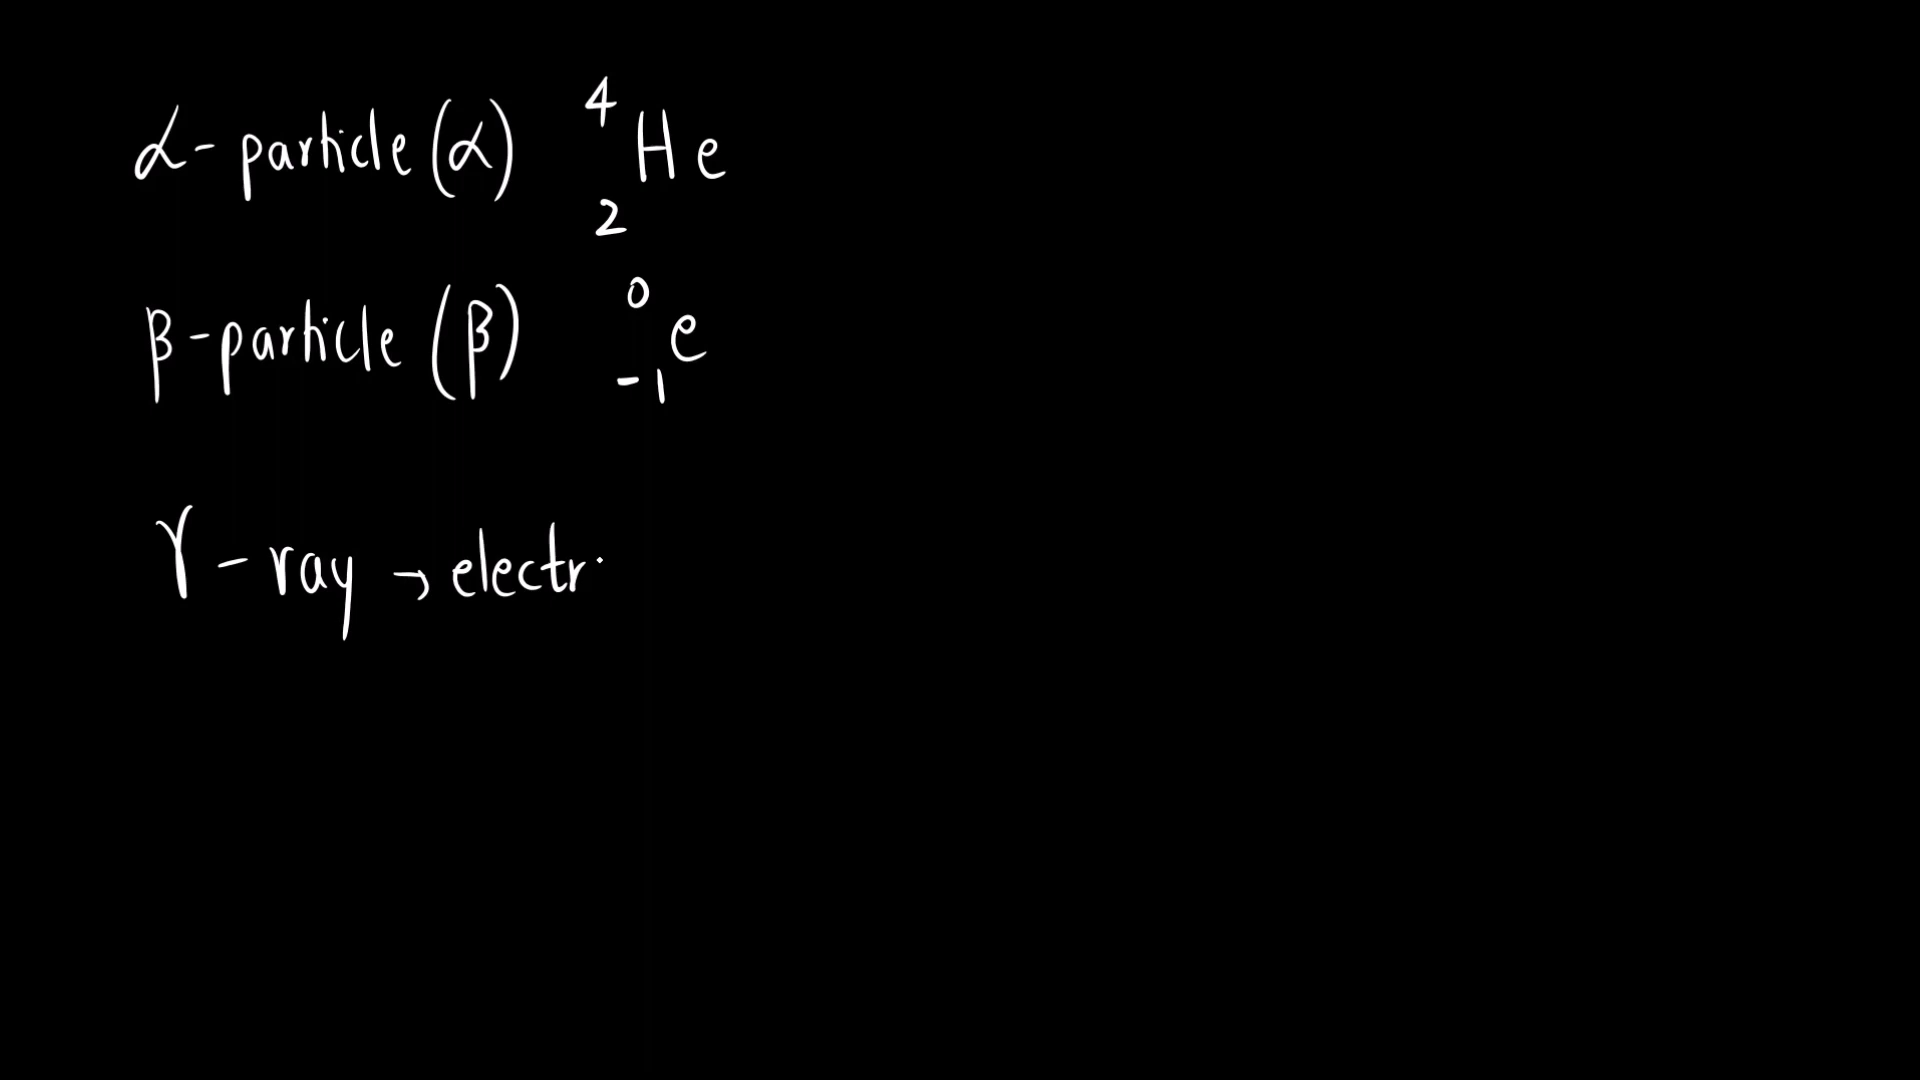 α-particle (α) ⁴₂He
β-particle (β) ⁰₋₁e
γ-ray → electr